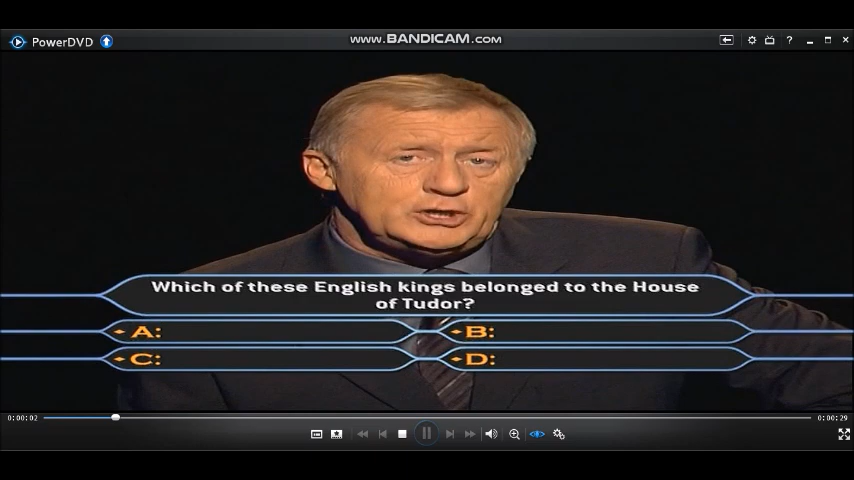 www.BANDICAM.com
PowerDVD
Which of these English kings belonged to the House
of Tudor?
A:
B:
C:
D:
0:00:02
0:00:29